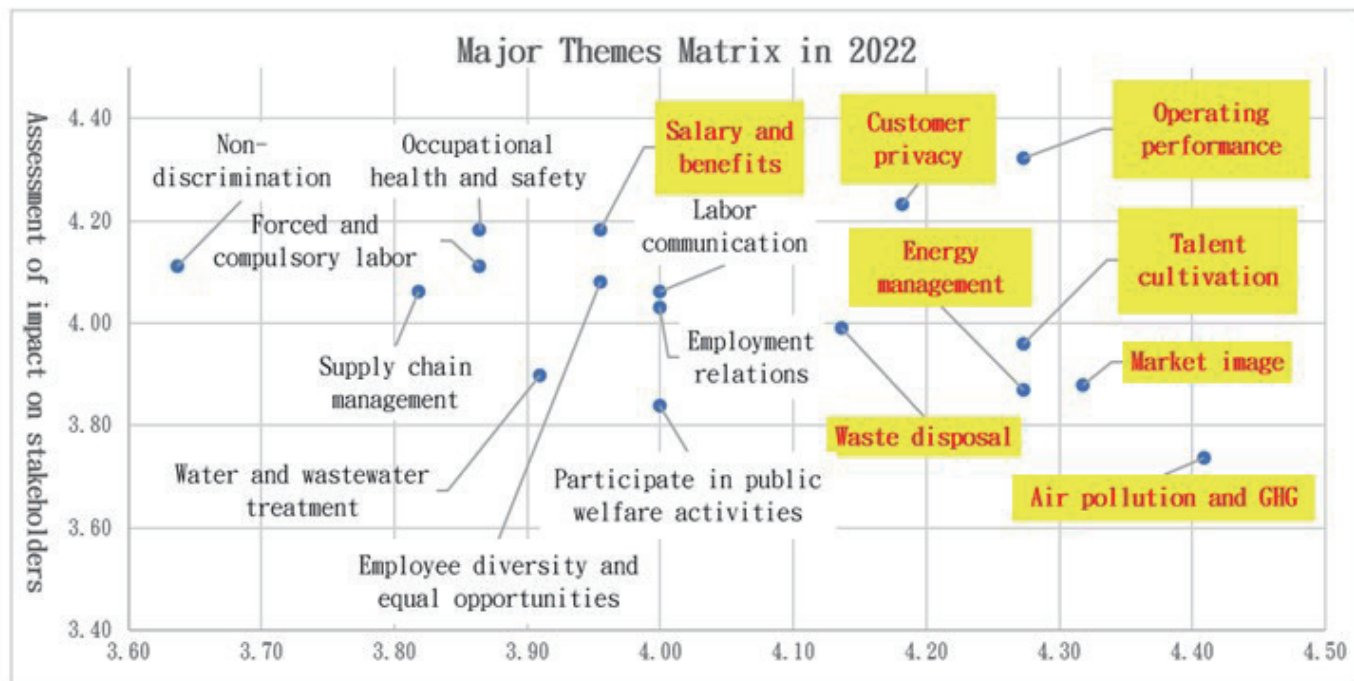 Major Themes Matrix in 2022
Assessment of impact on stakeholders
4.40
4.20
4.00
3.80
3.60
3.40
3.60
3.70
3.80
3.90
4.00
4.10
4.20
4.30
4.40
4.50
Non-
discrimination
Occupational
health and safety
Salary and
benefits
Customer
privacy
Operating
performance
Forced and
compulsory labor
Labor
communication
Energy
management
Talent
cultivation
Supply chain
management
Employment
relations
Market image
Waste disposal
Water and wastewater
treatment
Participate in public
welfare activities
Air pollution and GHG
Employee diversity and
equal opportunities